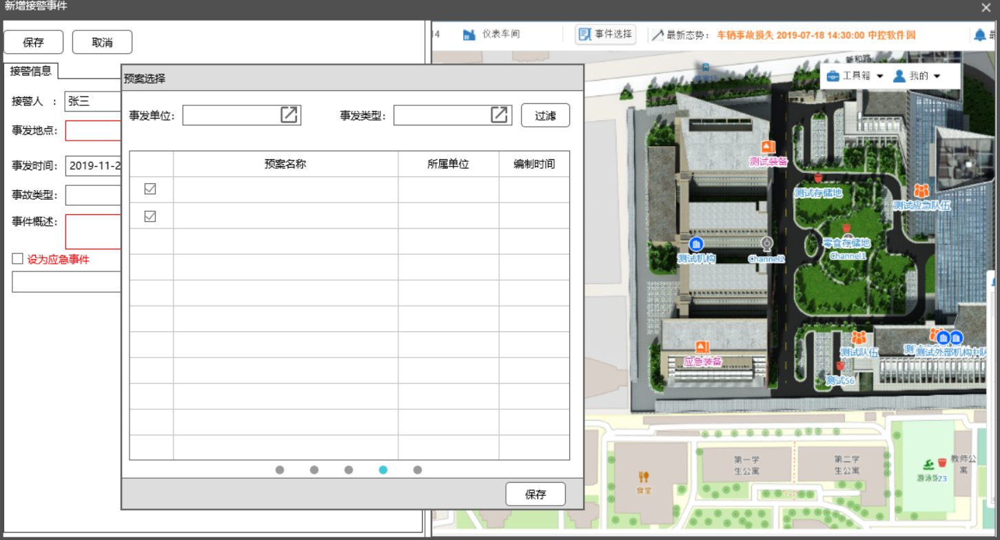 新增接警事件
保存
取消
接警信息
接警人 ：
张三
事发地点:
事发时间:
2019-11-2
事故类型:
事件概述:
设为应急事件
预案选择
事发单位:
事发类型:
过滤
预案名称
所属单位
编制时间
保存
14
仪表车间
事件选择
最新态势：
车辆事故损失 2019-07-18 14:30:00 中控软件园
工具箱
我的
测试装备
测试存储地
测试应急队伍
零食存储地
Channel1
测试机构
Channel2
应急装备
测试队伍
测试外部机构
测试56
第一学
生公寓
第二学
生公寓
教师公
寓
游泳馆
23
食堂